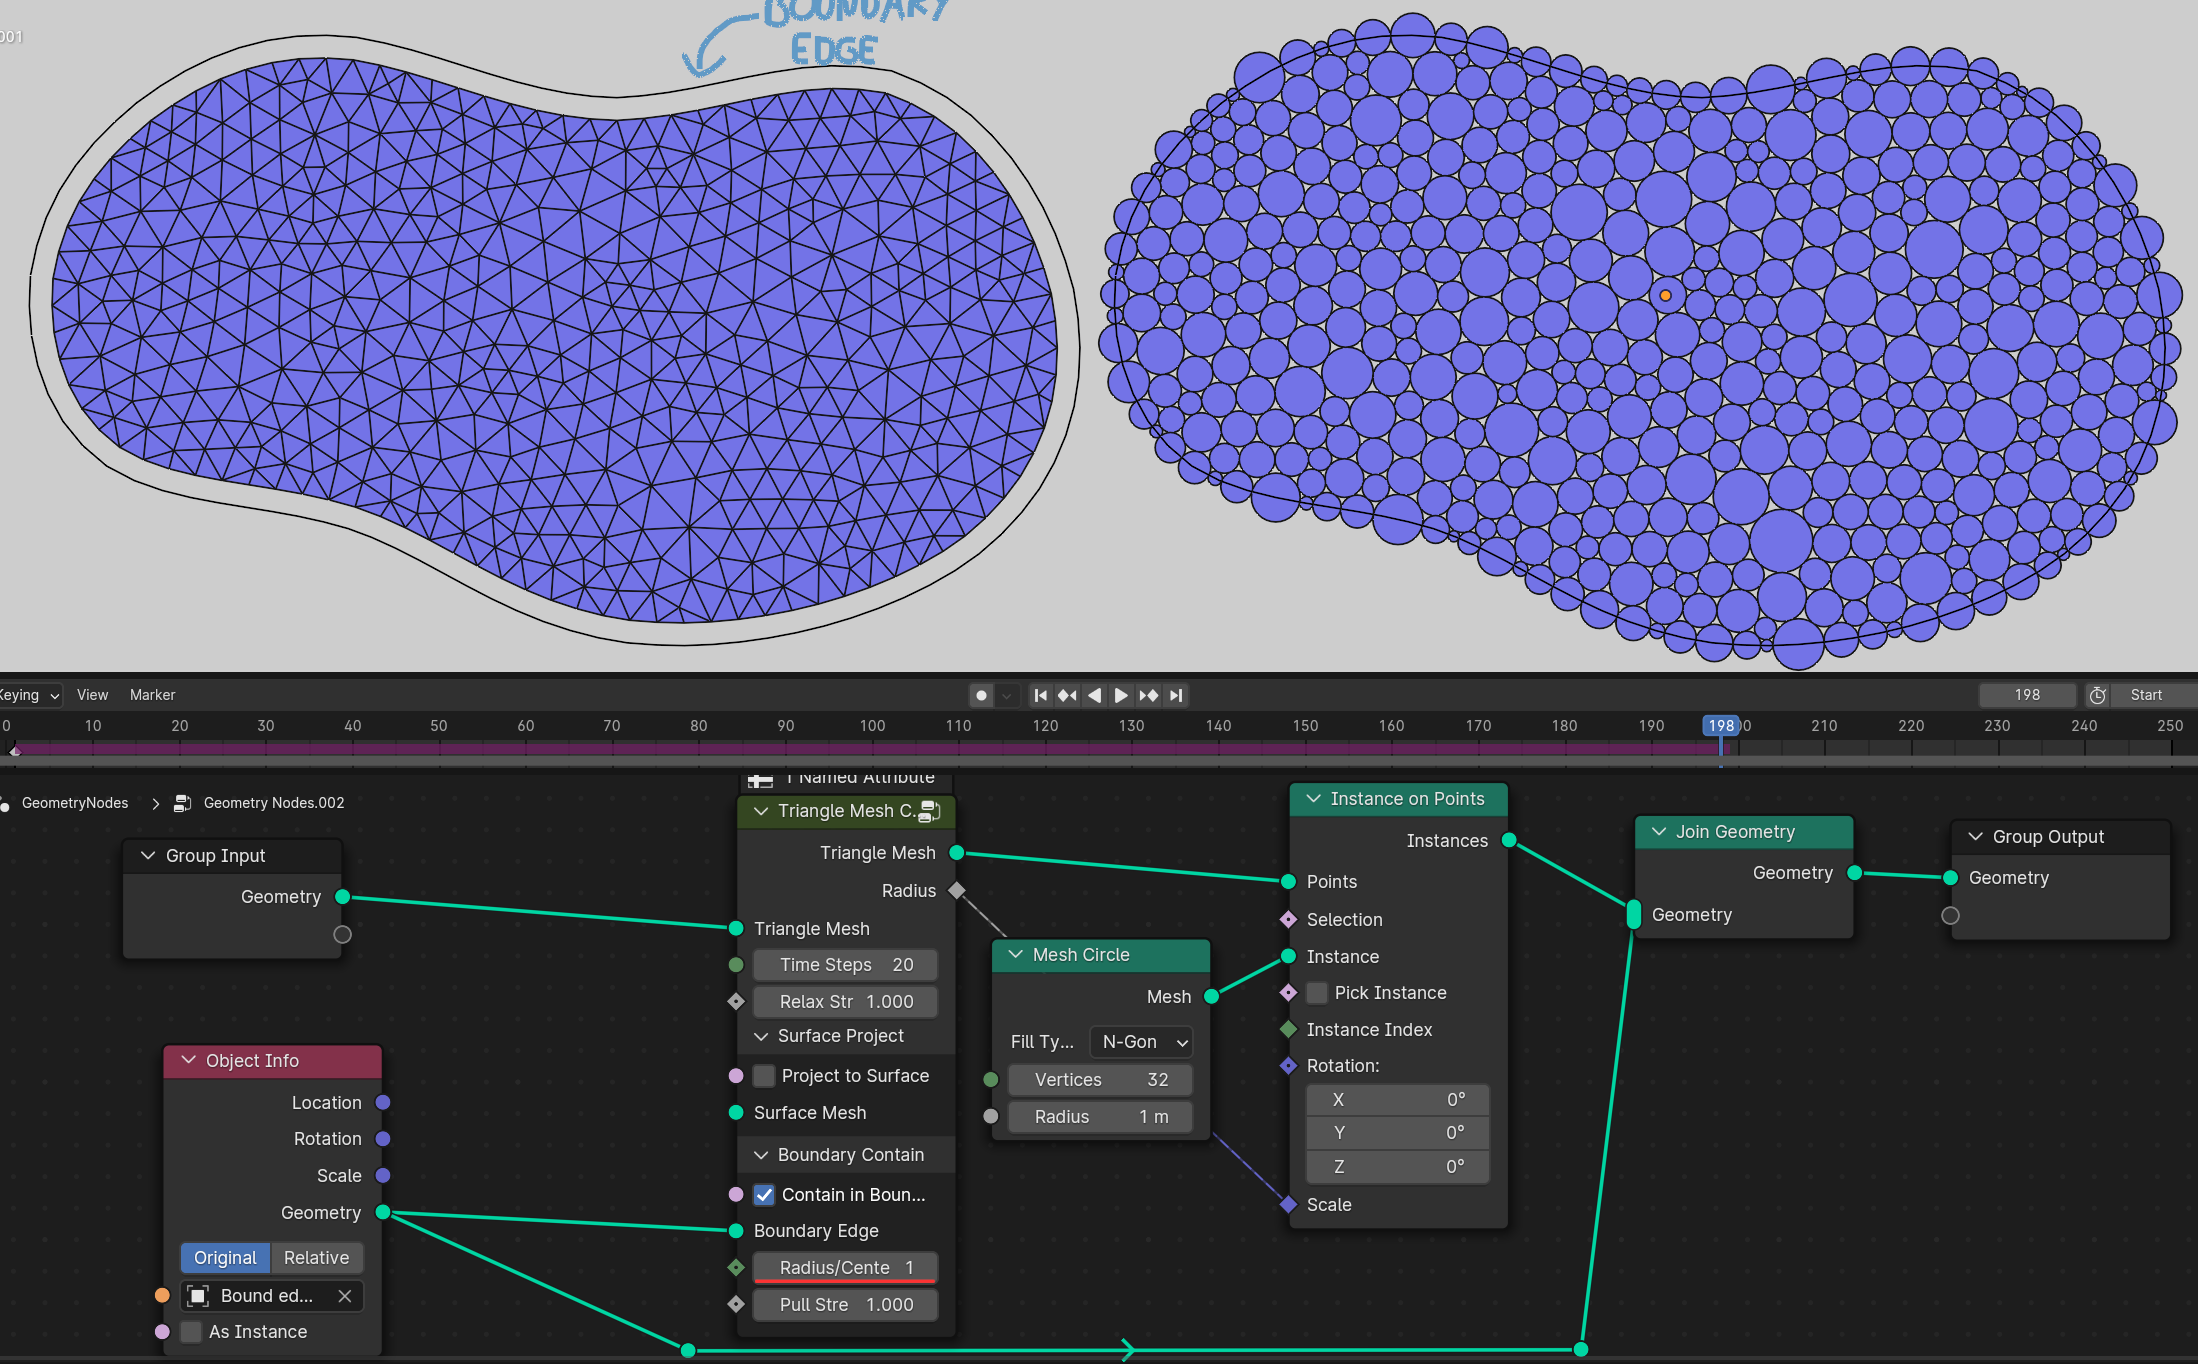 BOUNDARY
001
EDGE
Keying
View
Marker
198
Start
0 10 20 30 40 50 60 70 80 90 100 110 120 130 140 150 160 170 180 190 198 210 220 230 240 250
GeometryNodes > Geometry Nodes.002
1 Named Attribute
Group Input
Geometry
Object Info
Location
Rotation
Scale
Geometry
Original Relative
Bound ed...
As Instance
Triangle Mesh C...
Triangle Mesh
Radius
Triangle Mesh
Time Steps 20
Relax Str 1.000
Surface Project
Project to Surface
Surface Mesh
Boundary Contain
Contain in Boun...
Boundary Edge
Radius/Cente 1
Pull Stre 1.000
Mesh Circle
Mesh
Fill Ty... N-Gon
Vertices 32
Radius 1 m
Instance on Points
Instances
Points
Selection
Instance
Pick Instance
Instance Index
Rotation:
X 0°
Y 0°
Z 0°
Scale
Join Geometry
Geometry
Geometry
Group Output
Geometry